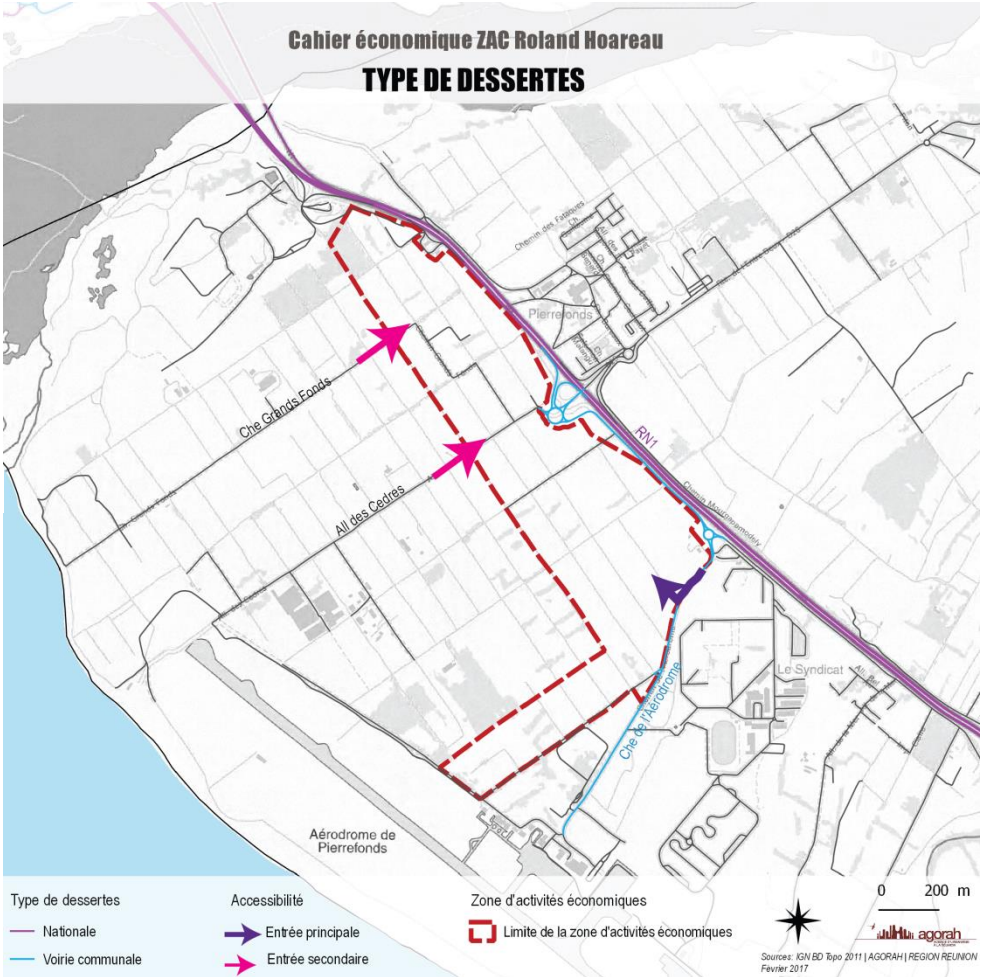 Cahier économique ZAC Roland Hoareau
TYPE DE DESSERTES
Chemin des Fataques
Pierrefonds
Che Grands Fonds
RN1
Chemin Mouniramodely
All des Cedres
Le Syndicat
Che de l'Aérodrome
Aérodrome de
Pierrefonds
Type de dessertes
Nationale
Voirie communale
Accessibilité
Entrée principale
Entrée secondaire
Zone d'activités économiques
Limite de la zone d'activités économiques
0 200 m
agorah
Sources: IGN BD Topo 2011 | AGORAH | REGION REUNION
Février 2017